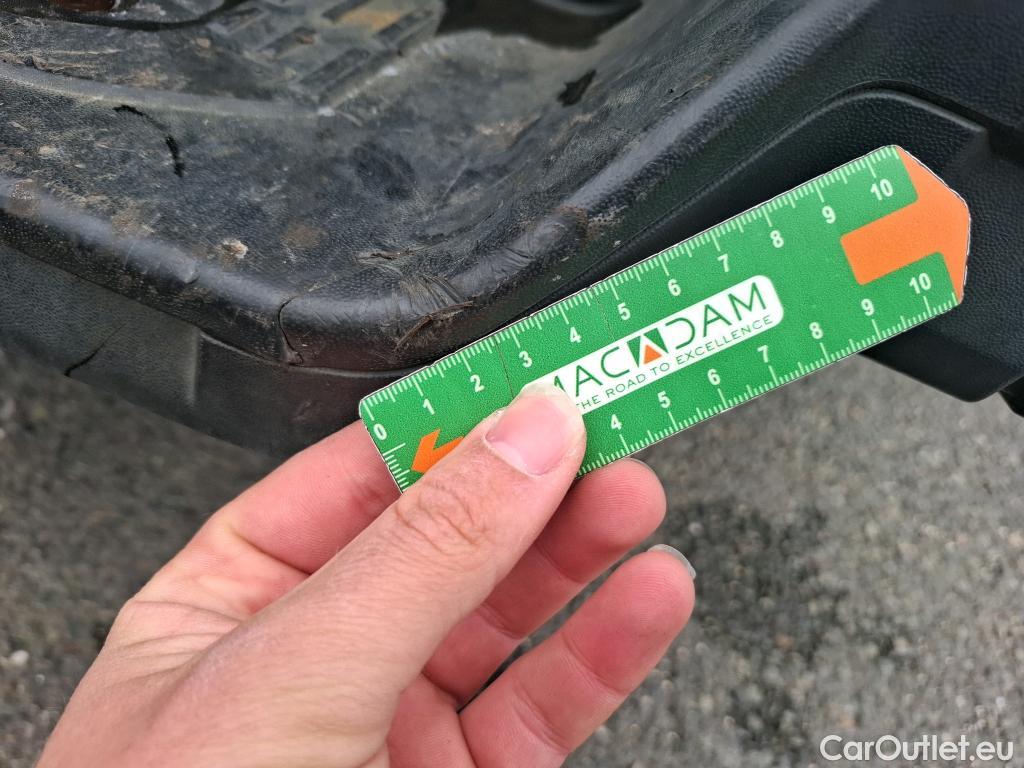 0 1 2 3 4 5 6 7 8 9 10
MACADAM
THE ROAD TO EXCELLENCE
4 5 6 7 8 9 10
CarOutlet.eu